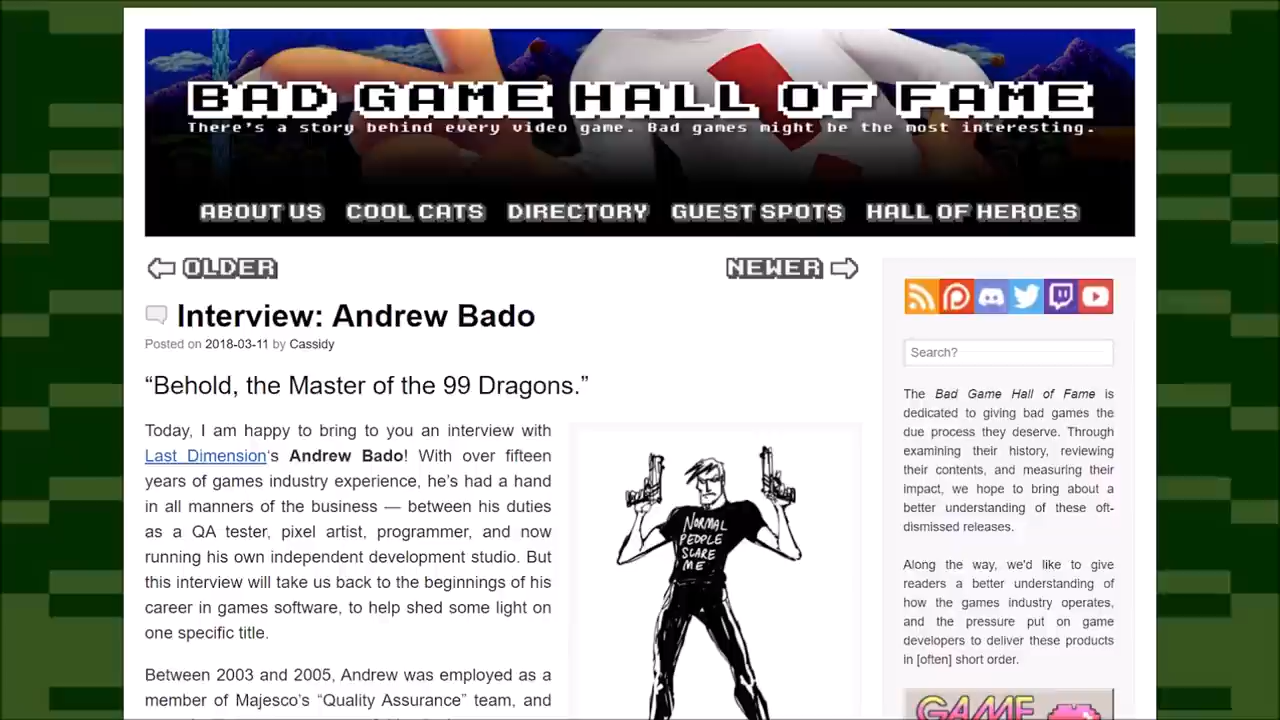 BAD GAME HALL OF FAME
There's a story behind every video game. Bad games might be the most interesting.
ABOUT US COOL CATS DIRECTORY GUEST SPOTS HALL OF HEROES
OLDER NEWER
Interview: Andrew Bado
Posted on 2018-03-11 by Cassidy
“Behold, the Master of the 99 Dragons.”
Today, I am happy to bring to you an interview with
Last Dimension‘s Andrew Bado! With over fifteen
years of games industry experience, he’s had a hand
in all manners of the business — between his duties
as a QA tester, pixel artist, programmer, and now
running his own independent development studio. But
this interview will take us back to the beginnings of his
career in games software, to help shed some light on
one specific title.
Between 2003 and 2005, Andrew was employed as a
member of Majesco’s “Quality Assurance” team, and
NORMAL
PEOPLE
SCARE
ME
Search?
The Bad Game Hall of Fame is
dedicated to giving bad games the
due process they deserve. Through
examining their history, reviewing
their contents, and measuring their
impact, we hope to bring about a
better understanding of these oft-
dismissed releases.
Along the way, we'd like to give
readers a better understanding of
how the games industry operates,
and the pressure put on game
developers to deliver these products
in [often] short order.
GAME